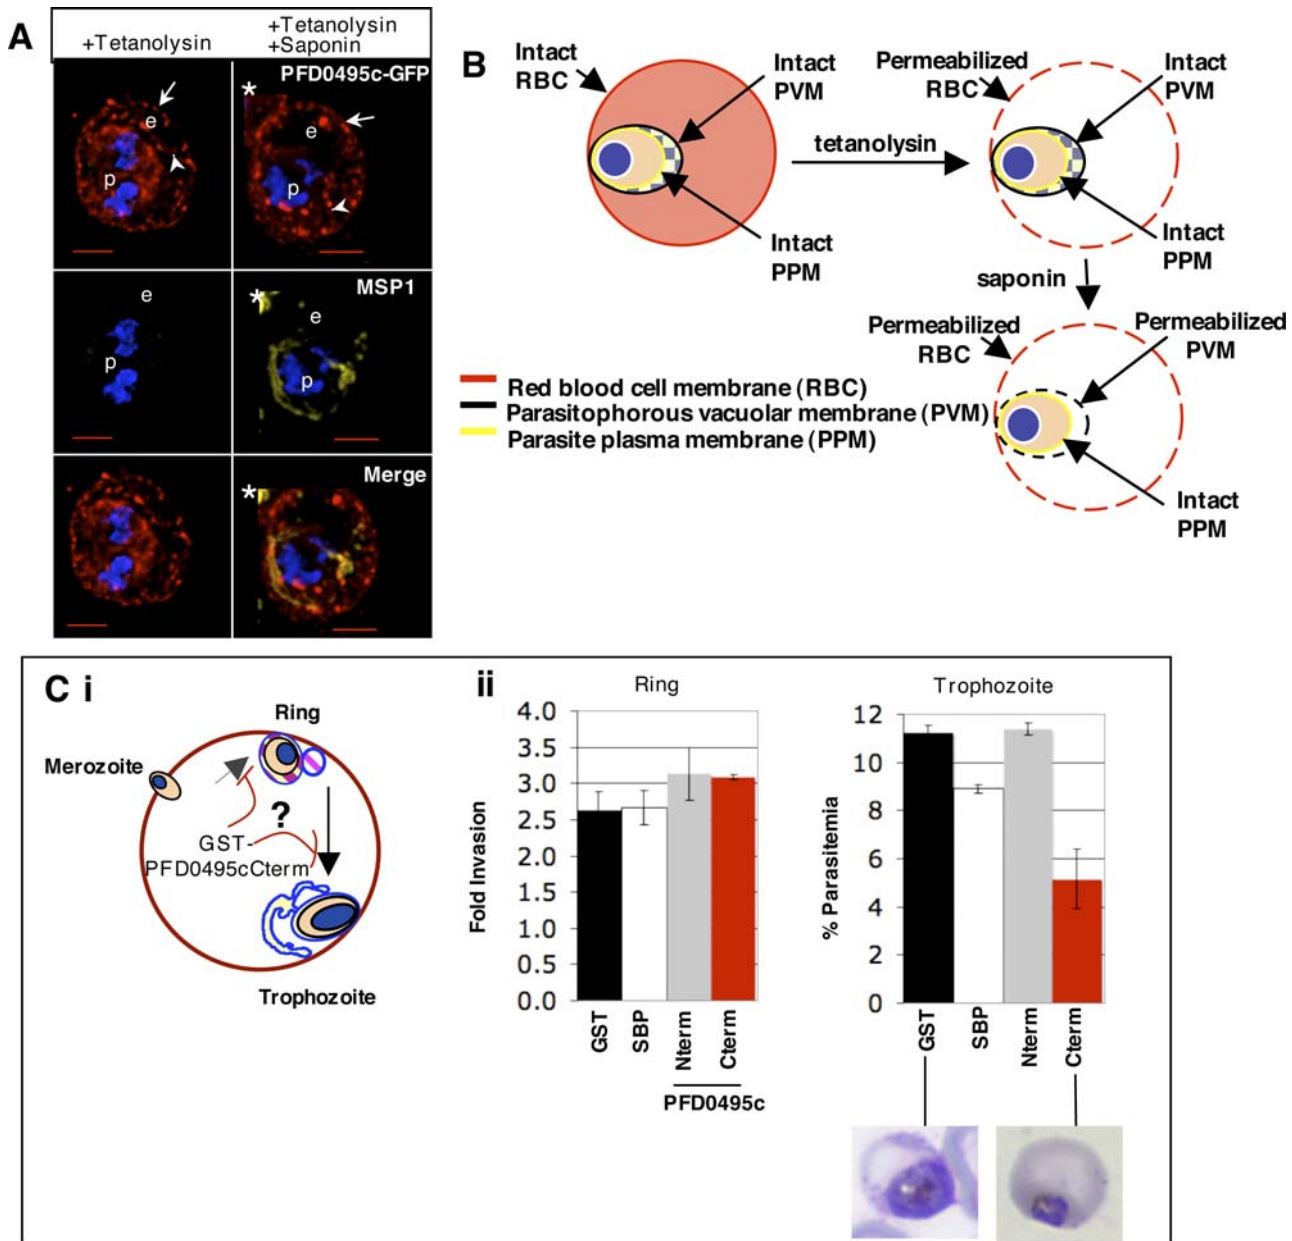 A
+Tetanolysin
+Tetanolysin
+Saponin
PFD0495c-GFP
*
e
e
p
p
MSP1
*
e
e
p
p
Merge
*
B
Intact
RBC
Intact
PVM
Intact
PPM
tetanolysin
Permeabilized
RBC
Intact
PVM
Intact
PPM
saponin
Permeabilized
RBC
Permeabilized
PVM
Intact
PPM
Red blood cell membrane (RBC)
Parasitophorous vacuolar membrane (PVM)
Parasite plasma membrane (PPM)
C i
Ring
Merozoite
?
GST-
PFD0495cCterm
Trophozoite
ii
Ring
Fold Invasion
4.0
3.5
3.0
2.5
2.0
1.5
1.0
0.5
0.0
GST
SBP
Nterm
Cterm
PFD0495c
Trophozoite
% Parasitemia
12
10
8
6
4
2
0
GST
SBP
Nterm
Cterm